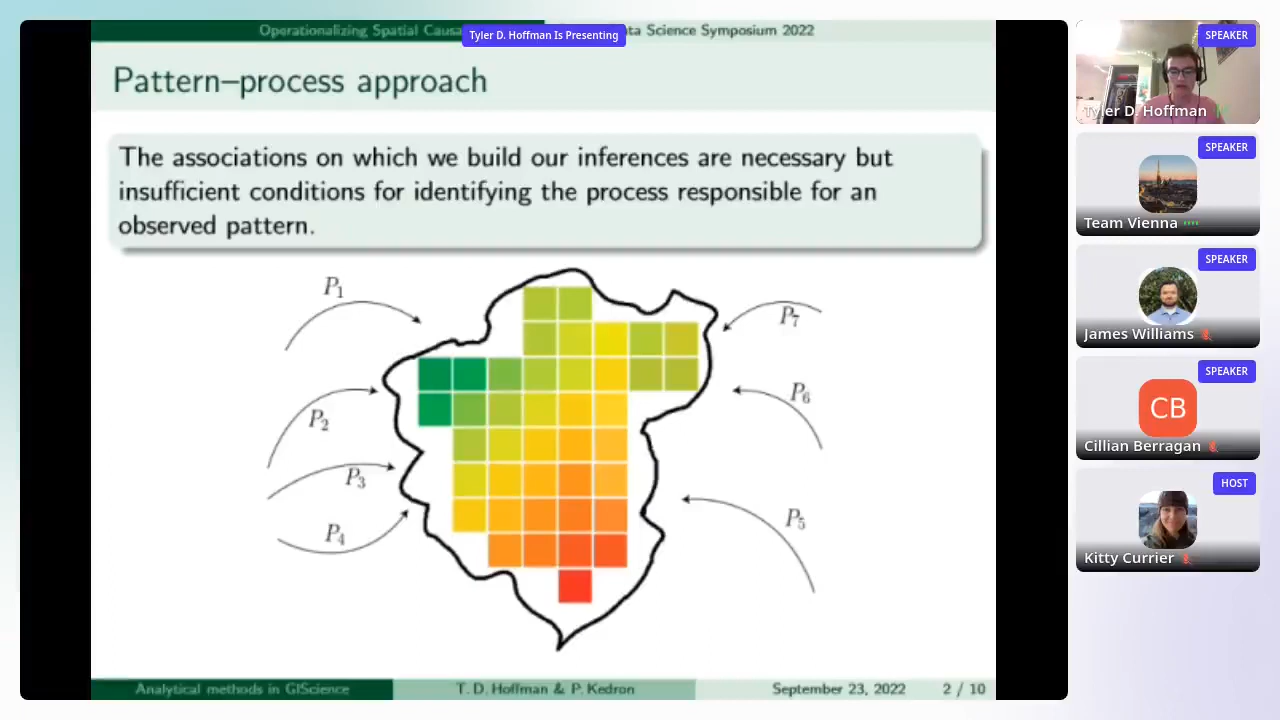 Operationalizing Spatial Causa
Tyler D. Hoffman Is Presenting
ta Science Symposium 2022
Pattern–process approach
The associations on which we build our inferences are necessary but
insufficient conditions for identifying the process responsible for an
observed pattern.
P1
P7
P2
P6
P3
P4
P5
Analytical methods in GIScience
T. D. Hoffman & P. Kedron
September 23, 2022
2 / 10
SPEAKER
Tyler D. Hoffman
SPEAKER
Team Vienna
SPEAKER
James Williams
SPEAKER
CB
Cillian Berragan
HOST
Kitty Currier